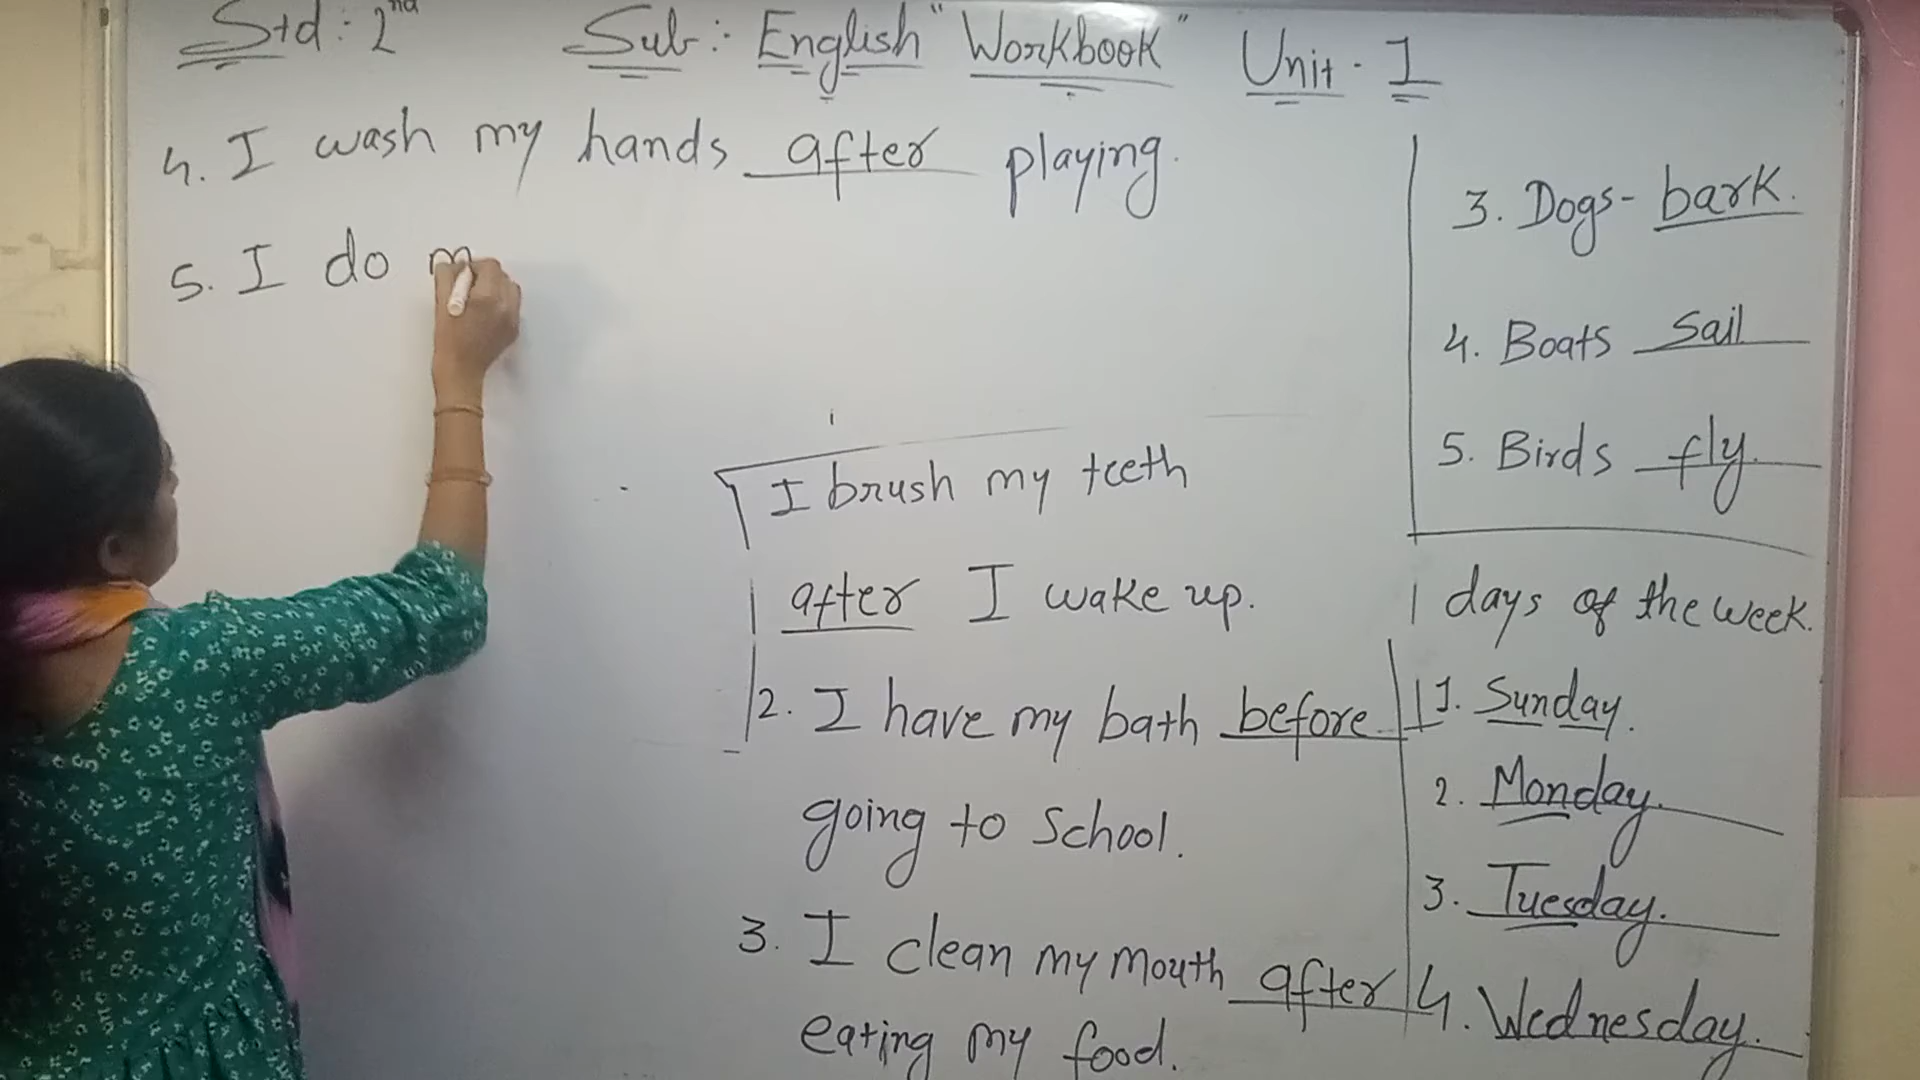 Std : 2nd Sub :- English "Workbook" Unit - 1
4. I wash my hands after playing.
5. I do m
I brush my teeth
after I wake up.
2. I have my bath before
going to school.
3. I clean my mouth after
eating my food.
3. Dogs - bark.
4. Boats sail
5. Birds fly.
days of the week.
1. Sunday.
2. Monday.
3. Tuesday.
4. Wednesday.